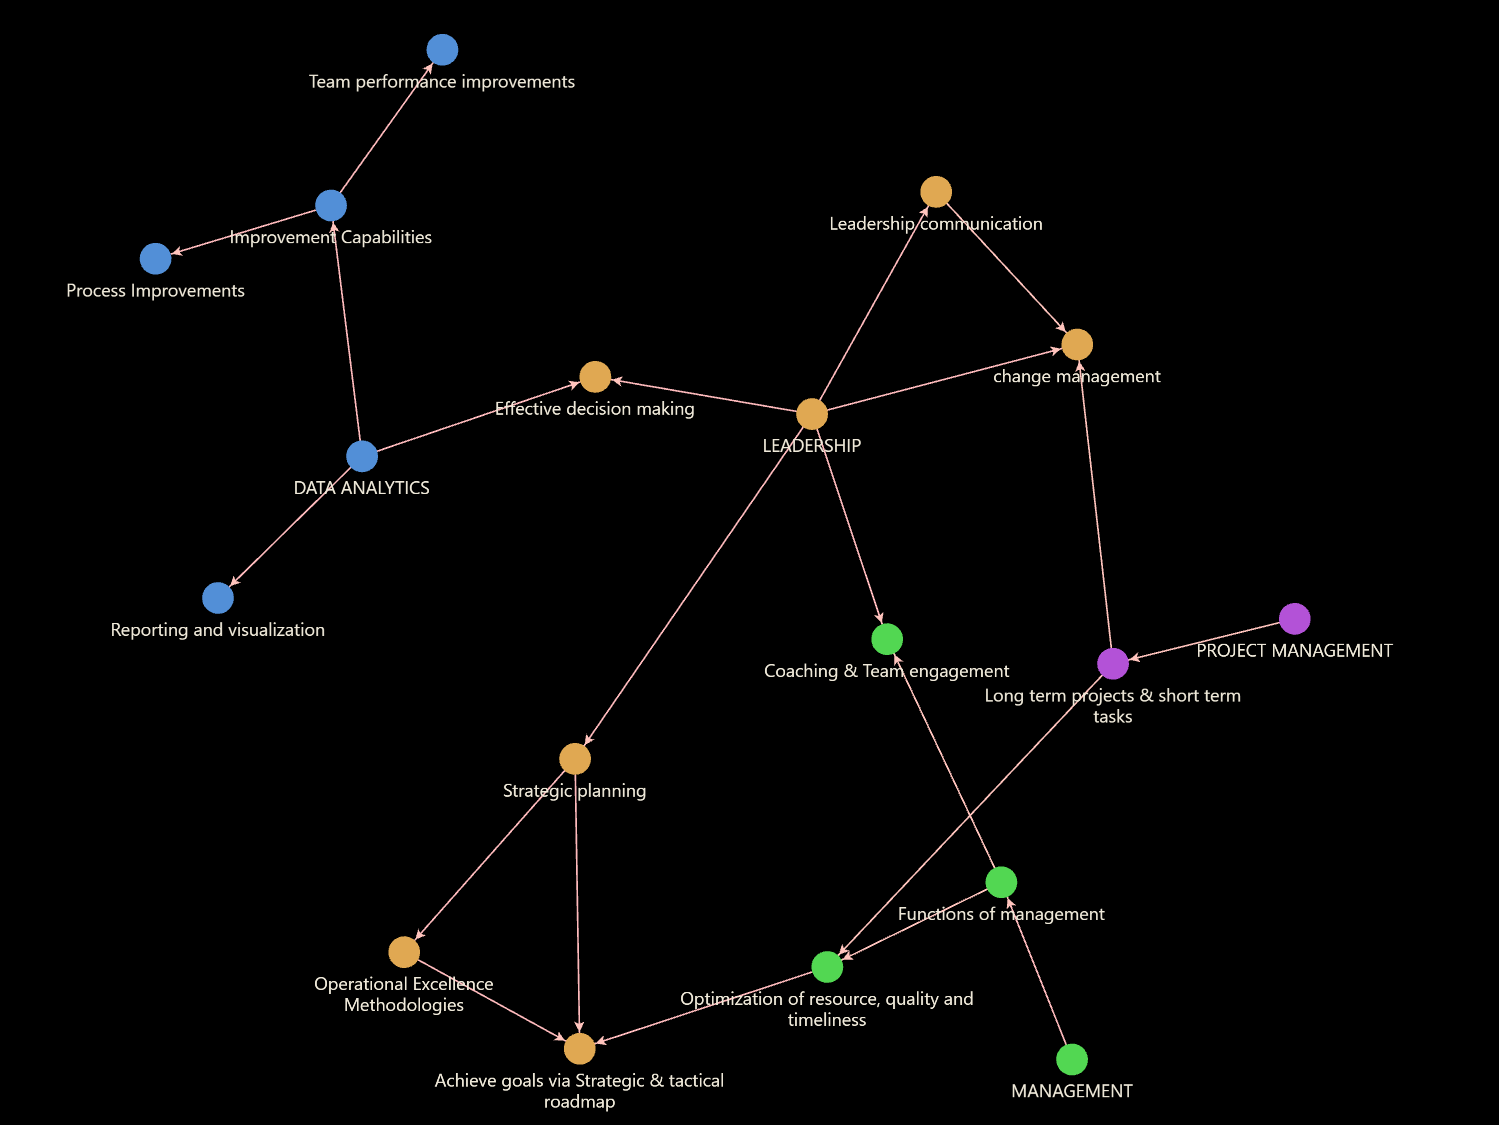 Team performance improvements
Leadership communication
Improvement Capabilities
Process Improvements
change management
Effective decision making
LEADERSHIP
DATA ANALYTICS
Reporting and visualization
PROJECT MANAGEMENT
Coaching & Team engagement
Long term projects & short term
tasks
Strategic planning
Functions of management
Operational Excellence
Methodologies
Optimization of resource, quality and
timeliness
Achieve goals via Strategic & tactical
roadmap
MANAGEMENT